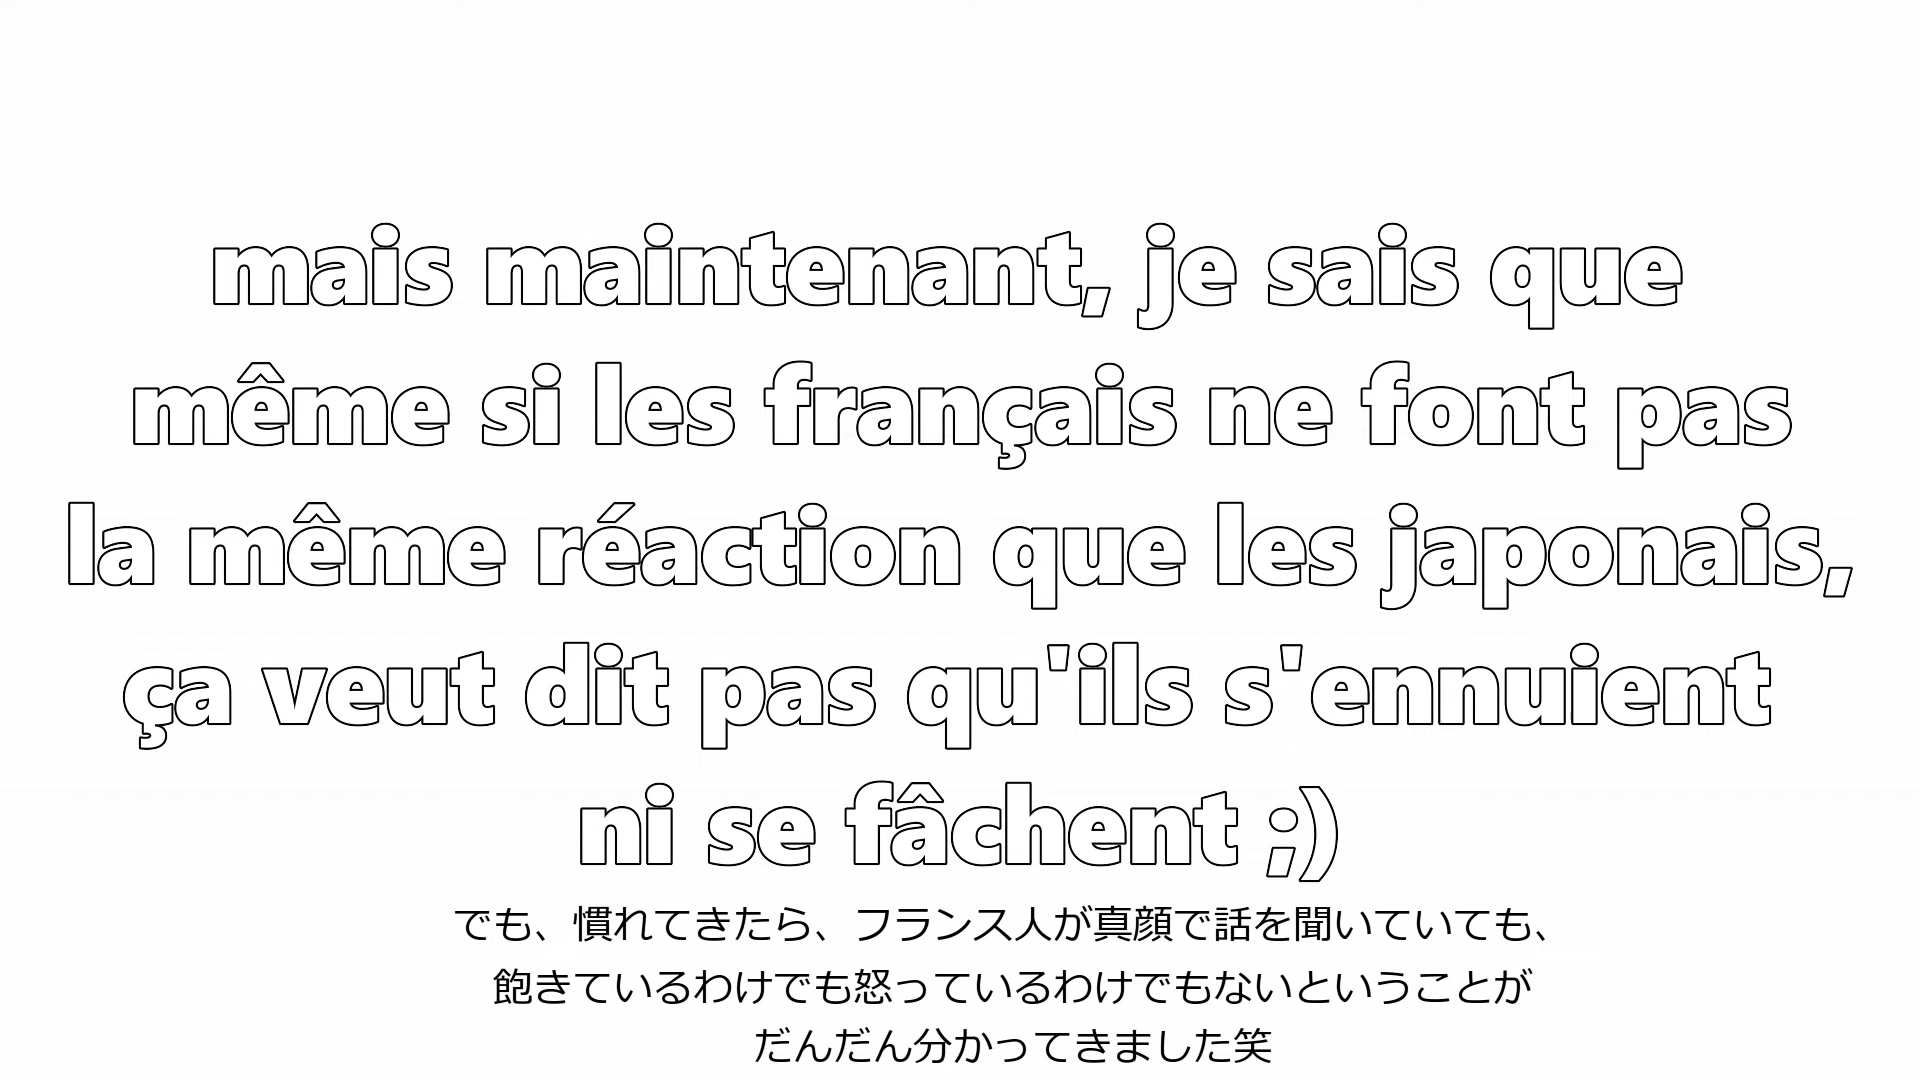 mais maintenant, je sais que
même si les français ne font pas
la même réaction que les japonais,
ça veut dit pas qu'ils s'ennuient
ni se fâchent ;)
でも、慣れてきたら、フランス人が真顔で話を聞いていても、
飽きているわけでも怒っているわけでもないということが
だんだん分かってきました笑